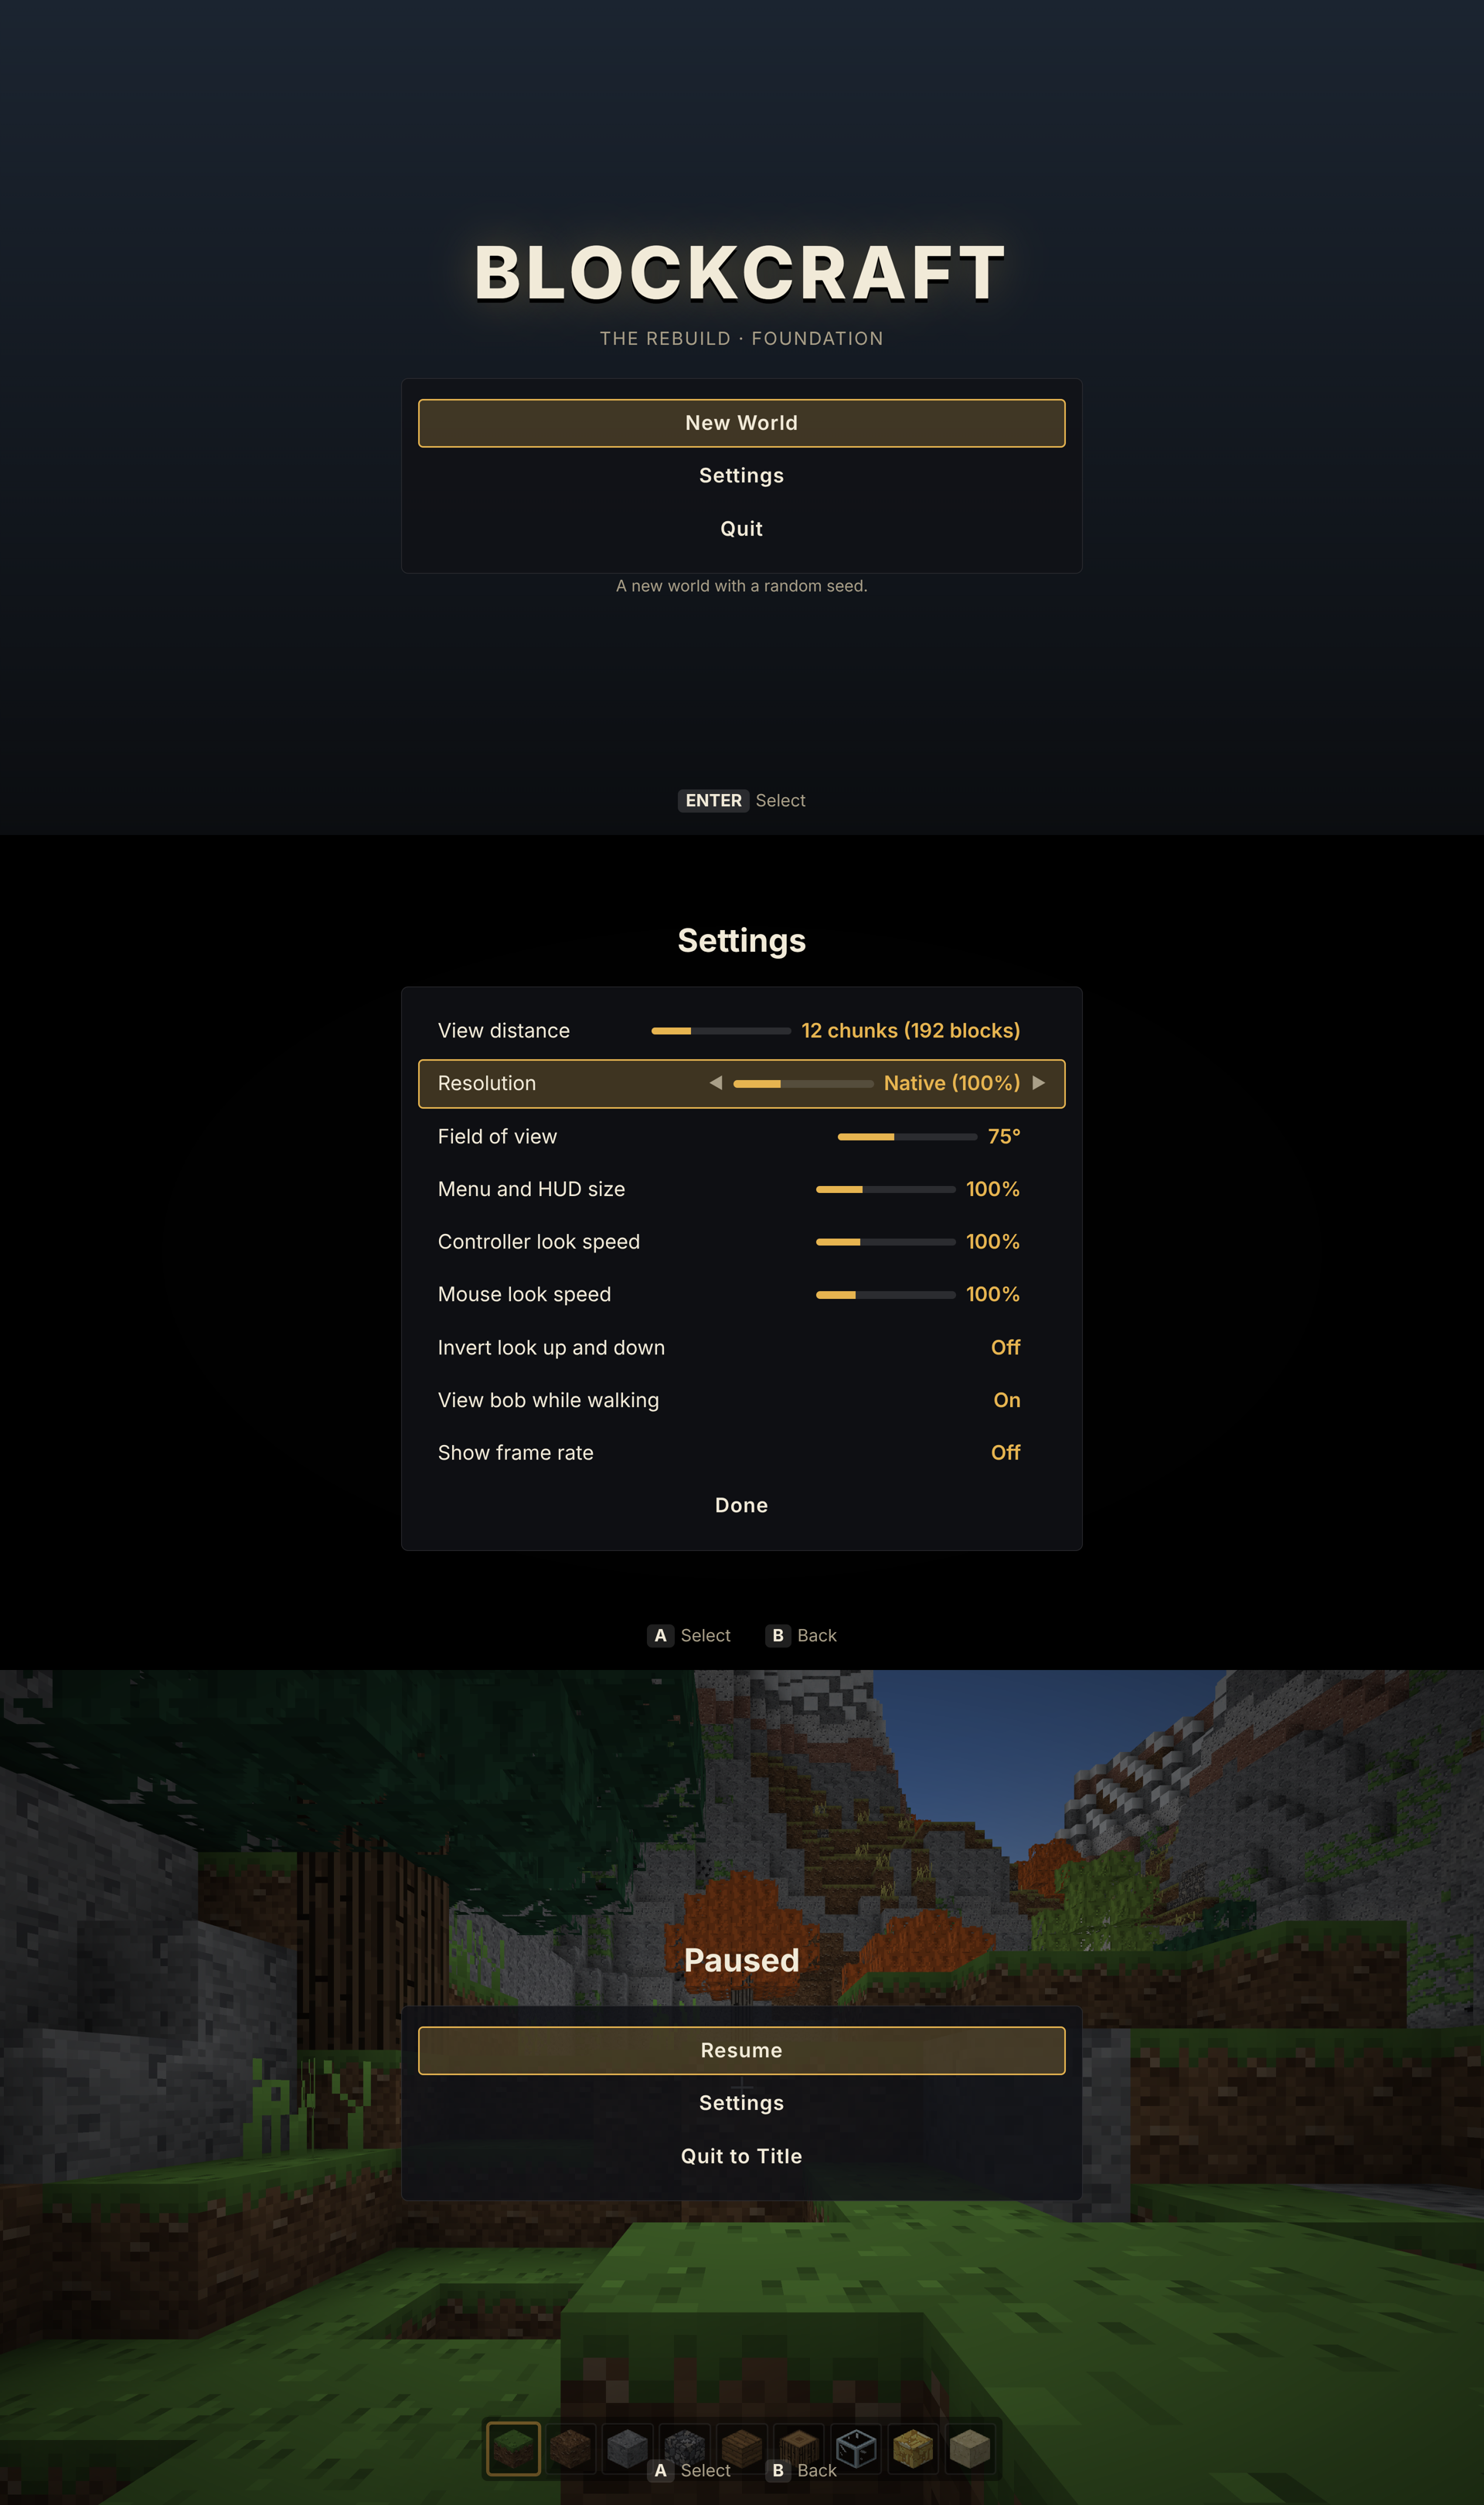 BLOCKCRAFT
THE REBUILD · FOUNDATION
New World
Settings
Quit
A new world with a random seed.
ENTER Select
Settings
View distance 12 chunks (192 blocks)
Resolution Native (100%)
Field of view 75°
Menu and HUD size 100%
Controller look speed 100%
Mouse look speed 100%
Invert look up and down Off
View bob while walking On
Show frame rate Off
Done
A Select B Back
Paused
Resume
Settings
Quit to Title
A Select B Back